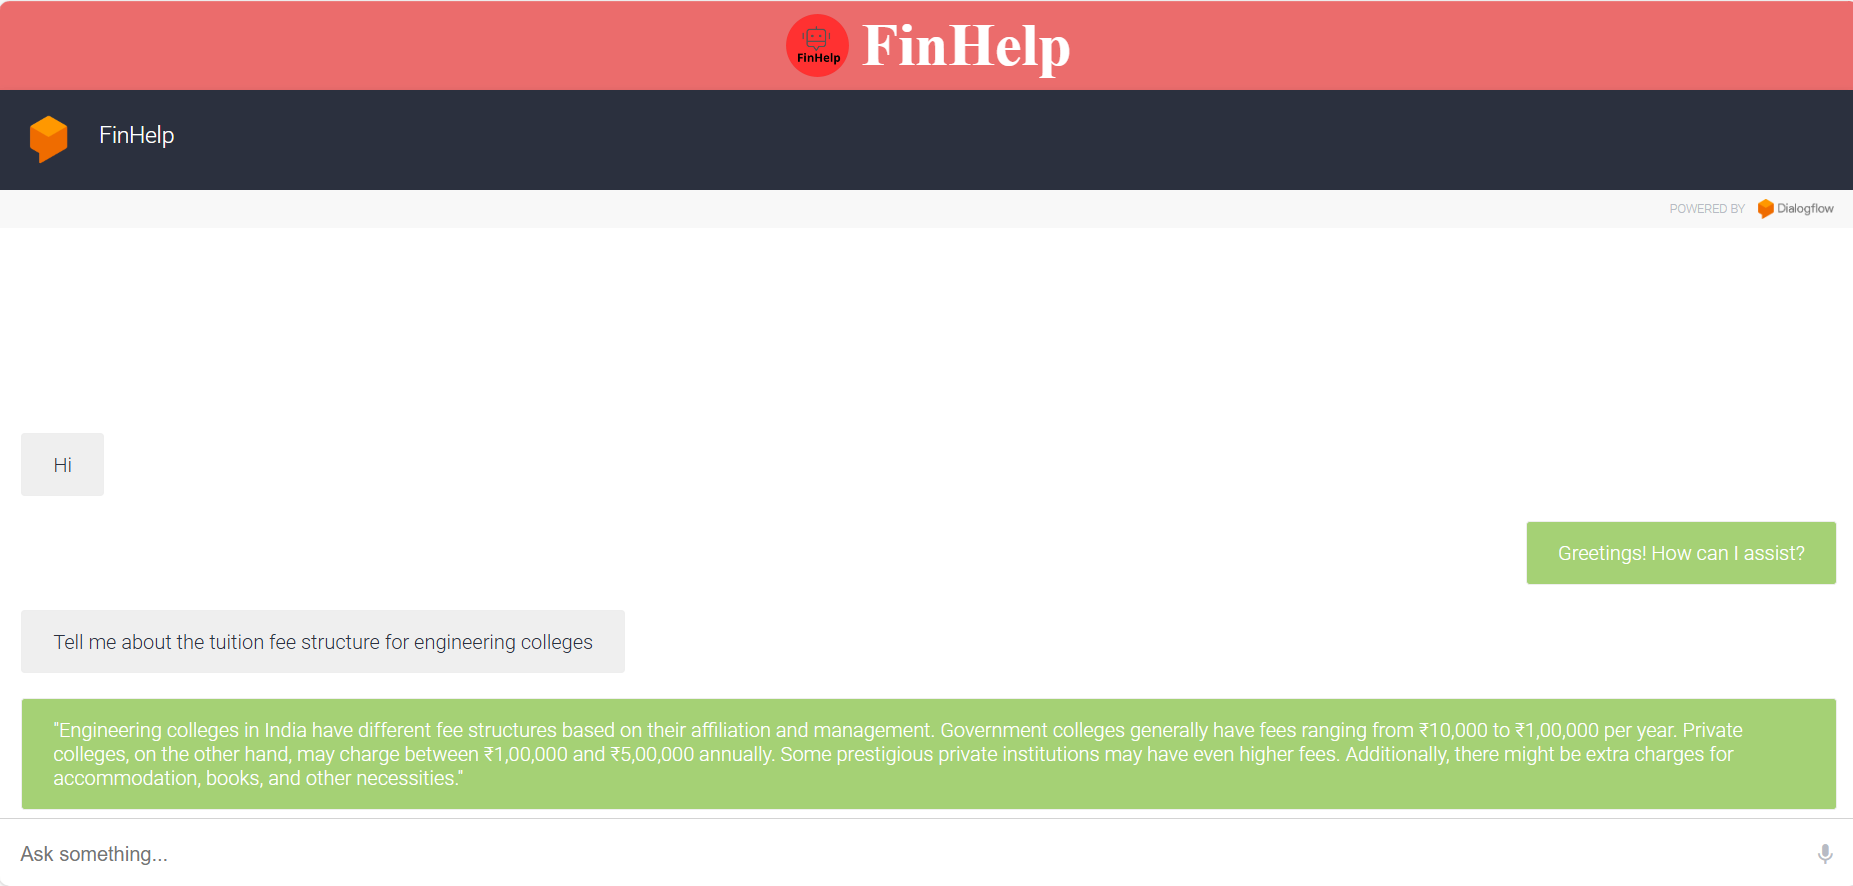 FinHelp
FinHelp
FinHelp
POWERED BY Dialogflow
Hi
Greetings! How can I assist?
Tell me about the tuition fee structure for engineering colleges
"Engineering colleges in India have different fee structures based on their affiliation and management. Government colleges generally have fees ranging from ₹10,000 to ₹1,00,000 per year. Private
colleges, on the other hand, may charge between ₹1,00,000 and ₹5,00,000 annually. Some prestigious private institutions may have even higher fees. Additionally, there might be extra charges for
accommodation, books, and other necessities."
Ask something...